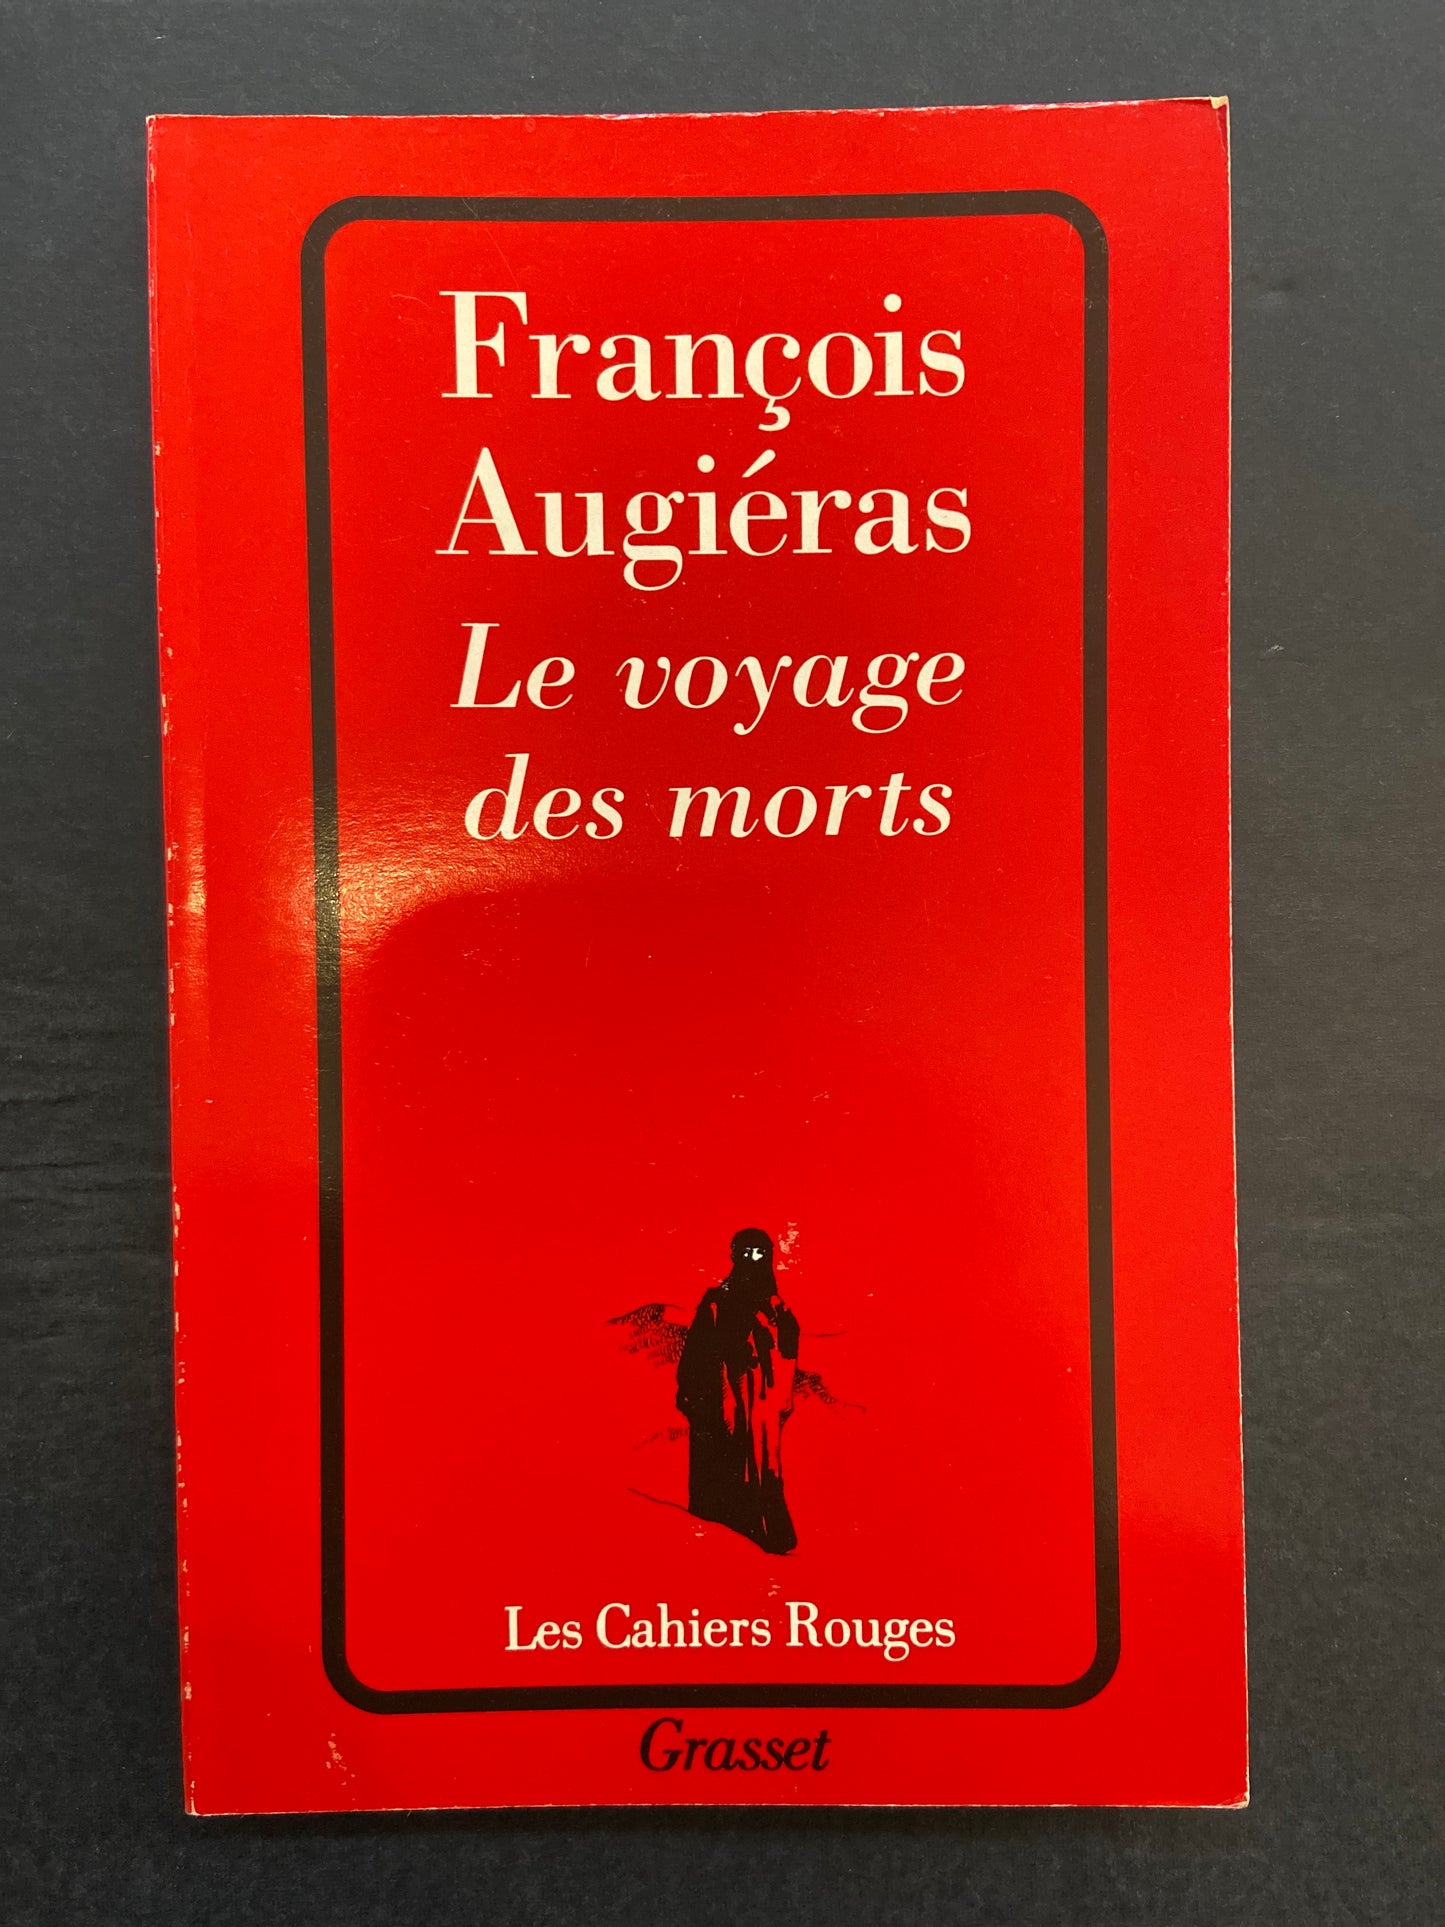 François
Augiéras
Le voyage
des morts
Les Cahiers Rouges
Grasset